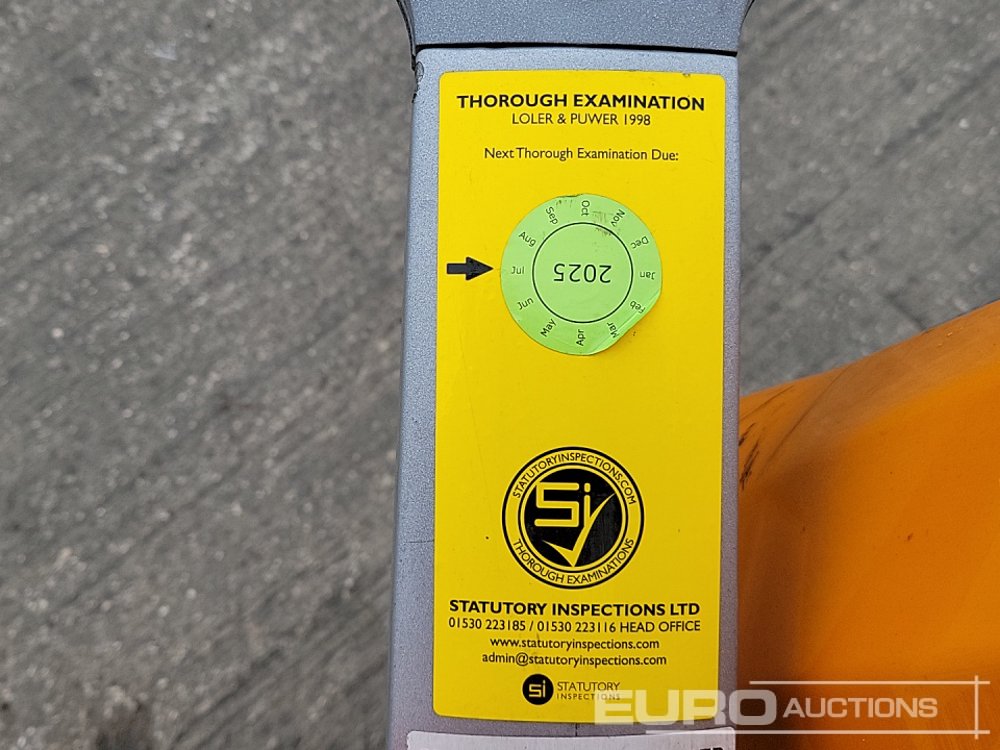 THOROUGH EXAMINATION
LOLER & PUWER 1998
Next Thorough Examination Due:
Jan
Feb
Mar
Apr
May
Jun
Jul
Aug
Sep
Oct
Nov
Dec
2025
STATUTORYINSPECTIONS.COM
Si
THOROUGH EXAMINATIONS
STATUTORY INSPECTIONS LTD
01530 223185 / 01530 223116 HEAD OFFICE
www.statutoryinspections.com
admin@statutoryinspections.com
Si STATUTORY
INSPECTIONS
EURO AUCTIONS